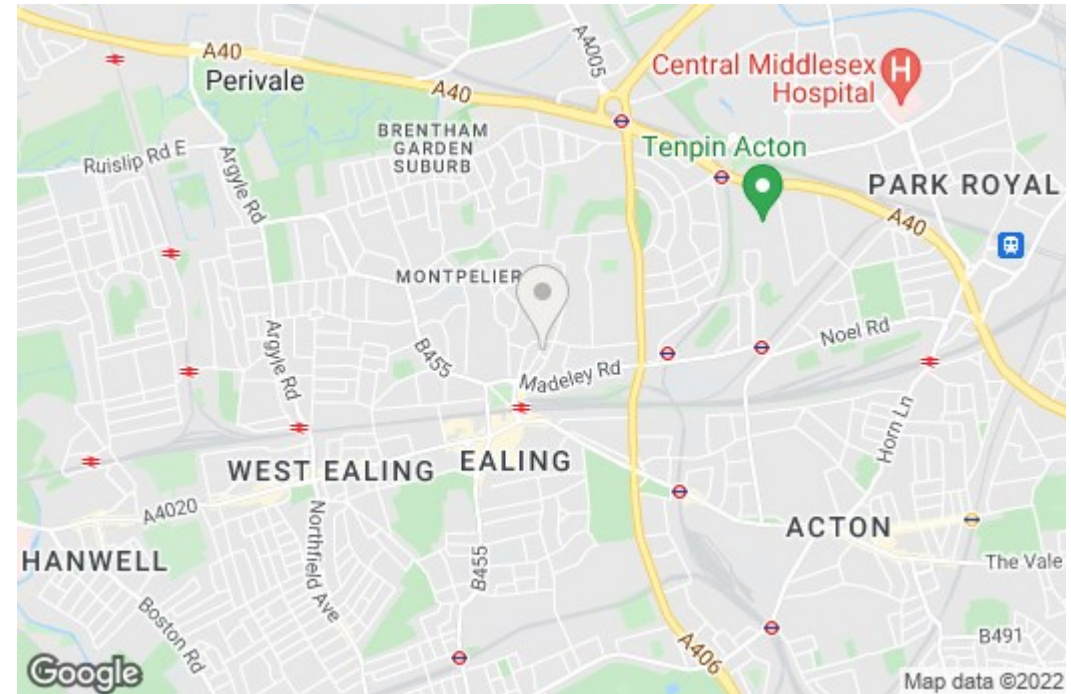 A40
Perivale
A4005
Central Middlesex
Hospital
H
A40
BRENTHAM
GARDEN
SUBURB
Tenpin Acton
Ruislip Rd E
Argyle Rd
PARK ROYAL
A40
MONTPELIER
Noel Rd
Argyle Rd
B455
Madeley Rd
Horn Ln
WEST EALING
EALING
A4020
Northfield Ave
ACTON
HANWELL
B455
The Vale
Boston Rd
A406
B491
Google
Map data ©2022